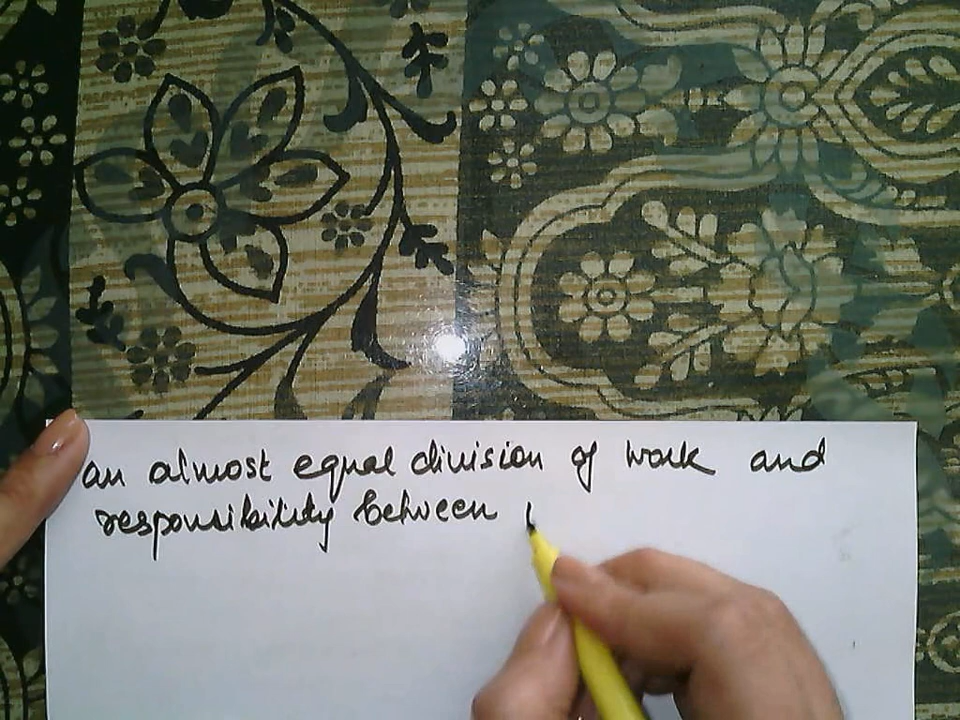 an almost equal division of work and
responsibility between